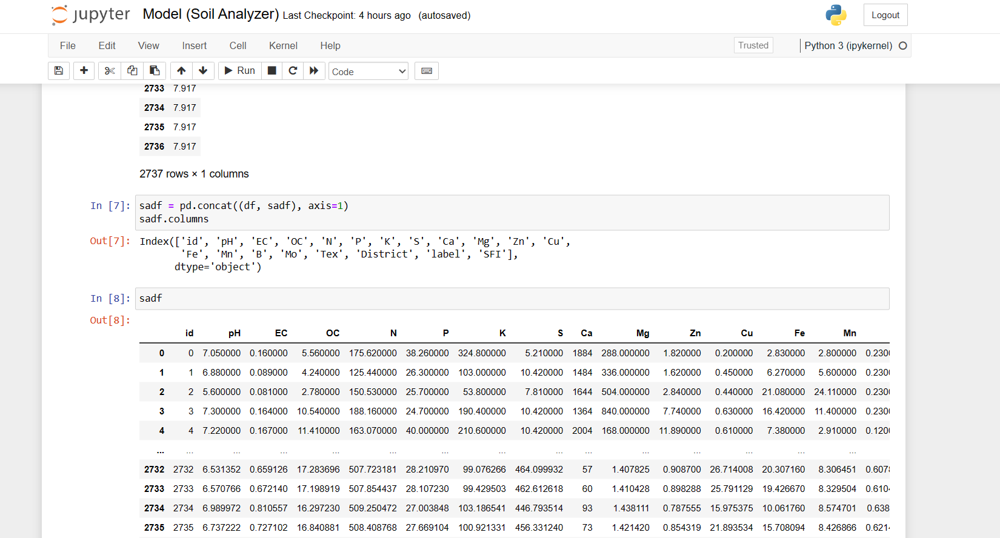 jupyter Model (Soil Analyzer) Last Checkpoint: 4 hours ago (autosaved) Logout
File Edit View Insert Cell Kernel Help Trusted Python 3 (ipykernel)
Run Code
2733 7.917
2734 7.917
2735 7.917
2736 7.917
2737 rows × 1 columns
In [7]: sadf = pd.concat((df, sadf), axis=1)
sadf.columns
Out[7]: Index(['id', 'pH', 'EC', 'OC', 'N', 'P', 'K', 'S', 'Ca', 'Mg', 'Zn', 'Cu',
'Fe', 'Mn', 'B', 'Mo', 'Tex', 'District', 'label', 'SFI'],
dtype='object')
In [8]: sadf
Out[8]:
id pH EC OC N P K S Ca Mg Zn Cu Fe Mn
0 0 7.050000 0.160000 5.560000 175.620000 38.260000 324.800000 5.210000 1884 288.000000 1.820000 0.200000 2.830000 2.800000 0.230
1 1 6.880000 0.089000 4.240000 125.440000 26.300000 103.000000 10.420000 1484 336.000000 1.620000 0.450000 6.270000 5.600000 0.230
2 2 5.600000 0.081000 2.780000 150.530000 25.700000 53.800000 7.810000 1644 504.000000 2.840000 0.440000 21.080000 24.110000 0.230
3 3 7.300000 0.164000 10.540000 188.160000 24.700000 190.400000 10.420000 1364 840.000000 7.740000 0.630000 16.420000 11.400000 0.230
4 4 7.220000 0.167000 11.410000 163.070000 40.000000 210.600000 10.420000 2004 168.000000 11.890000 0.610000 7.380000 2.910000 0.120
... ... ... ... ... ... ... ... ... ... ... ... ... ... ...
2732 2732 6.531352 0.659126 17.283696 507.723181 28.210970 99.076266 464.099932 57 1.407825 0.908700 26.714008 20.307160 8.306451 0.607
2733 2733 6.570766 0.672140 17.198919 507.854437 28.107230 99.429503 462.612618 60 1.410428 0.898288 25.791129 19.426670 8.329504 0.610
2734 2734 6.989972 0.810557 16.297230 509.250472 27.003848 103.186541 446.793514 93 1.438111 0.787555 15.975375 10.061760 8.574701 0.638
2735 2735 6.737222 0.727102 16.840881 508.408768 27.669104 100.921331 456.331240 73 1.421420 0.854319 21.893534 15.708094 8.426866 0.621